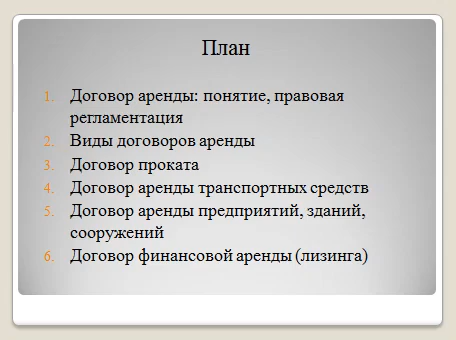 План
1. Договор аренды: понятие, правовая
регламентация
2. Виды договоров аренды
3. Договор проката
4. Договор аренды транспортных средств
5. Договор аренды предприятий, зданий,
сооружений
6. Договор финансовой аренды (лизинга)